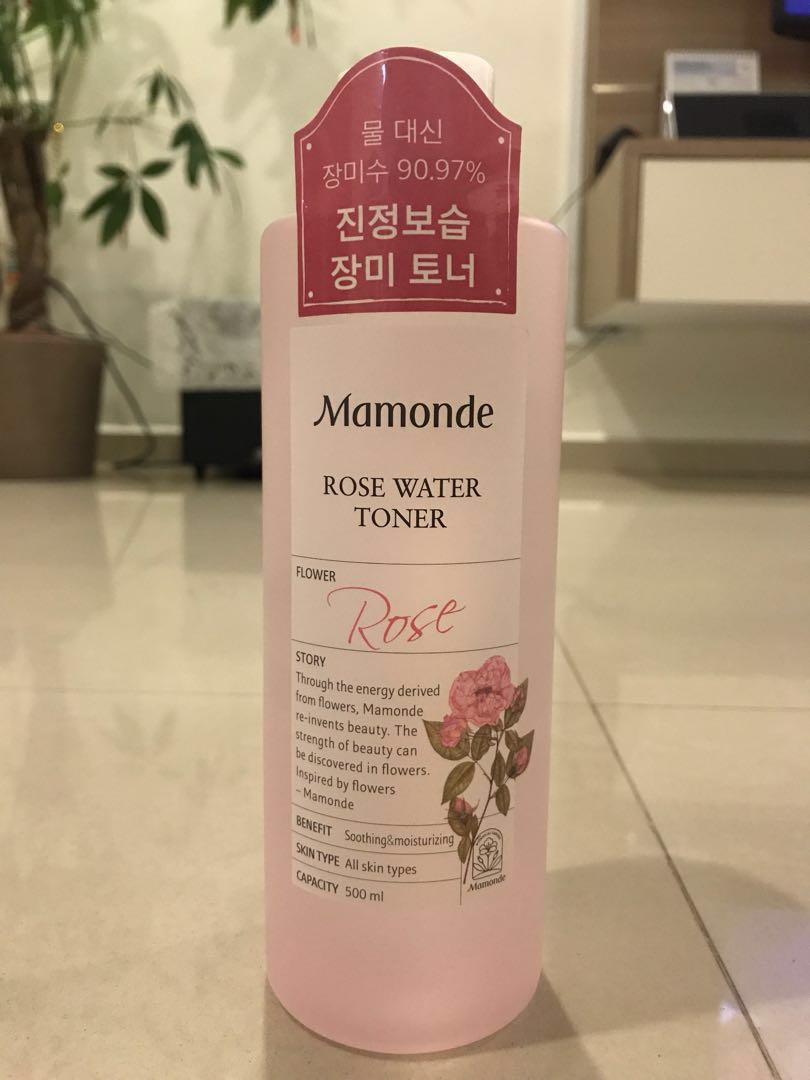 물 대신
장미수 90.97%
진정보습
장미 토너
Mamonde
ROSE WATER
TONER
FLOWER
Rose
STORY
Through the energy derived
from flowers, Mamonde
re-invents beauty. The
strength of beauty can
be discovered in flowers.
Inspired by flowers
– Mamonde
BENEFIT Soothing&moisturizing
SKIN TYPE All skin types
CAPACITY 500 ml
Mamonde